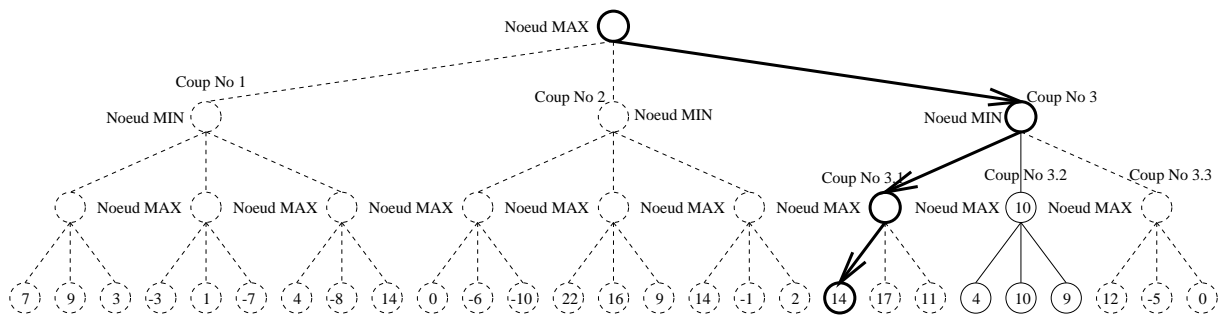 Noeud MAX
Coup No 1
Coup No 2
Coup No 3
Noeud MIN
Noeud MIN
Noeud MIN
Coup No 3.1
Coup No 3.2
Coup No 3.3
Noeud MAX Noeud MAX Noeud MAX Noeud MAX Noeud MAX Noeud MAX Noeud MAX 10 Noeud MAX
7 9 3 -3 1 -7 4 -8 14 0 -6 -10 22 16 9 14 -1 2 14 17 11 4 10 9 12 -5 0